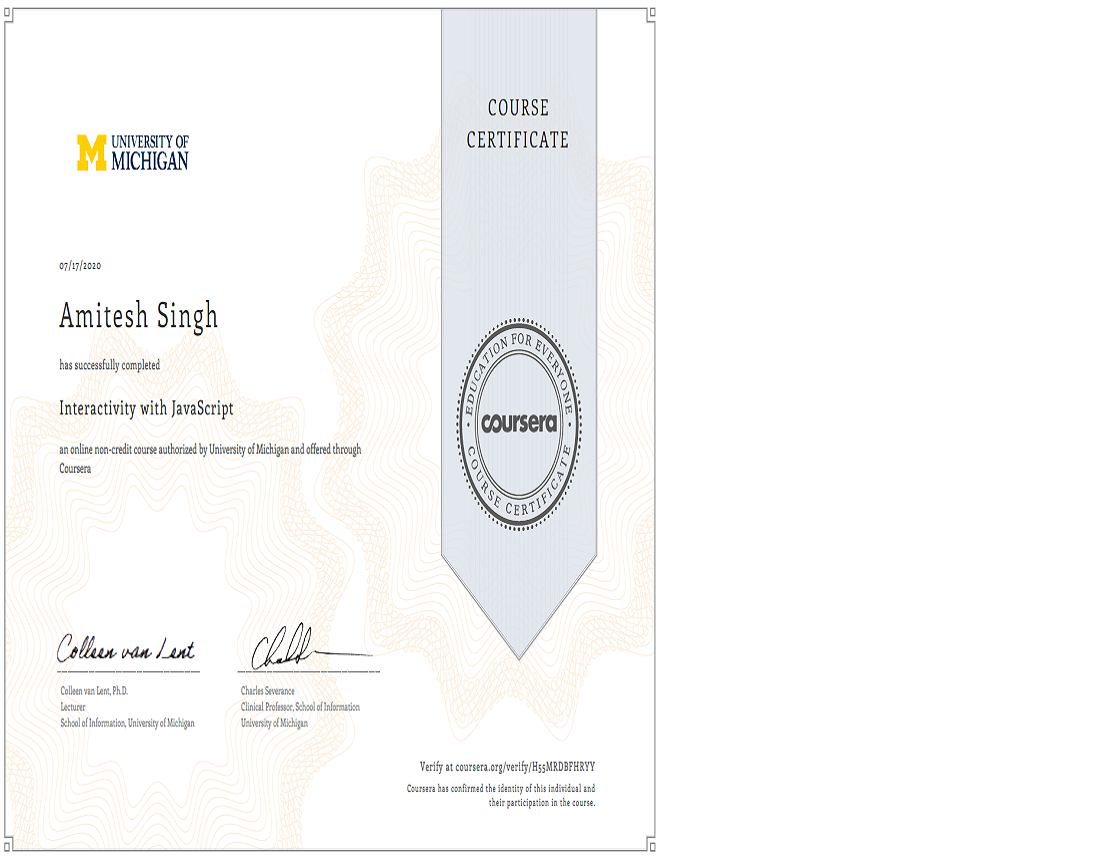 COURSE
CERTIFICATE
UNIVERSITY OF
MICHIGAN
07/17/2020
Amitesh Singh
has successfully completed
Interactivity with JavaScript
an online non-credit course authorized by University of Michigan and offered through
Coursera
EDUCATION FOR EVERYONE
coursera
COURSE CERTIFICATE
Colleen van Lent
Colleen van Lent, Ph.D.
Lecturer
School of Information, University of Michigan
Charles Severance
Clinical Professor, School of Information
University of Michigan
Verify at coursera.org/verify/H55MRDBFHRYY
Coursera has confirmed the identity of this individual and
their participation in the course.